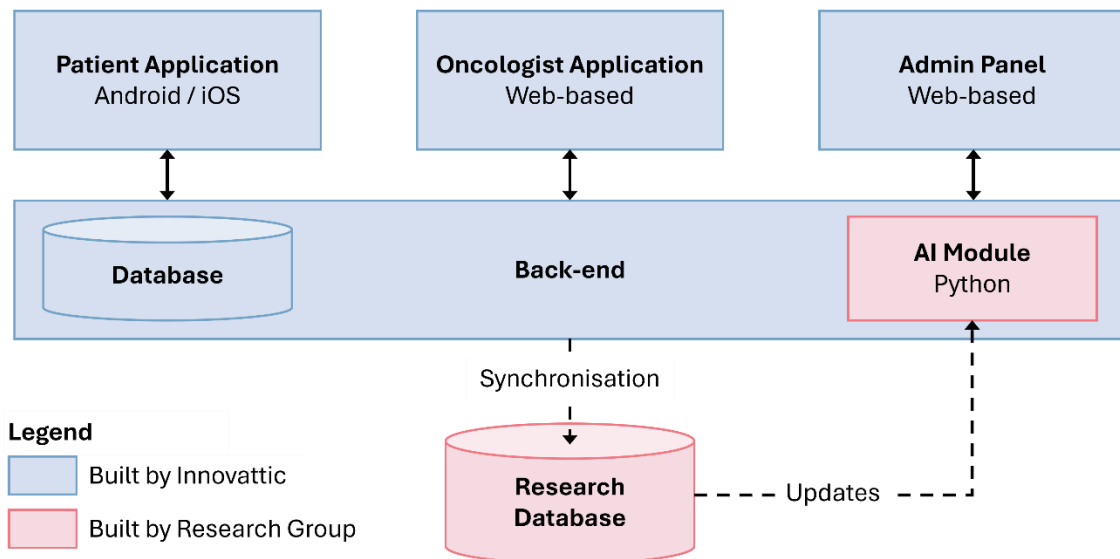 Patient Application
Android / iOS
Oncologist Application
Web-based
Admin Panel
Web-based
Database
Back-end
AI Module
Python
Synchronisation
Legend
Built by Innovattic
Built by Research Group
Research
Database
Updates